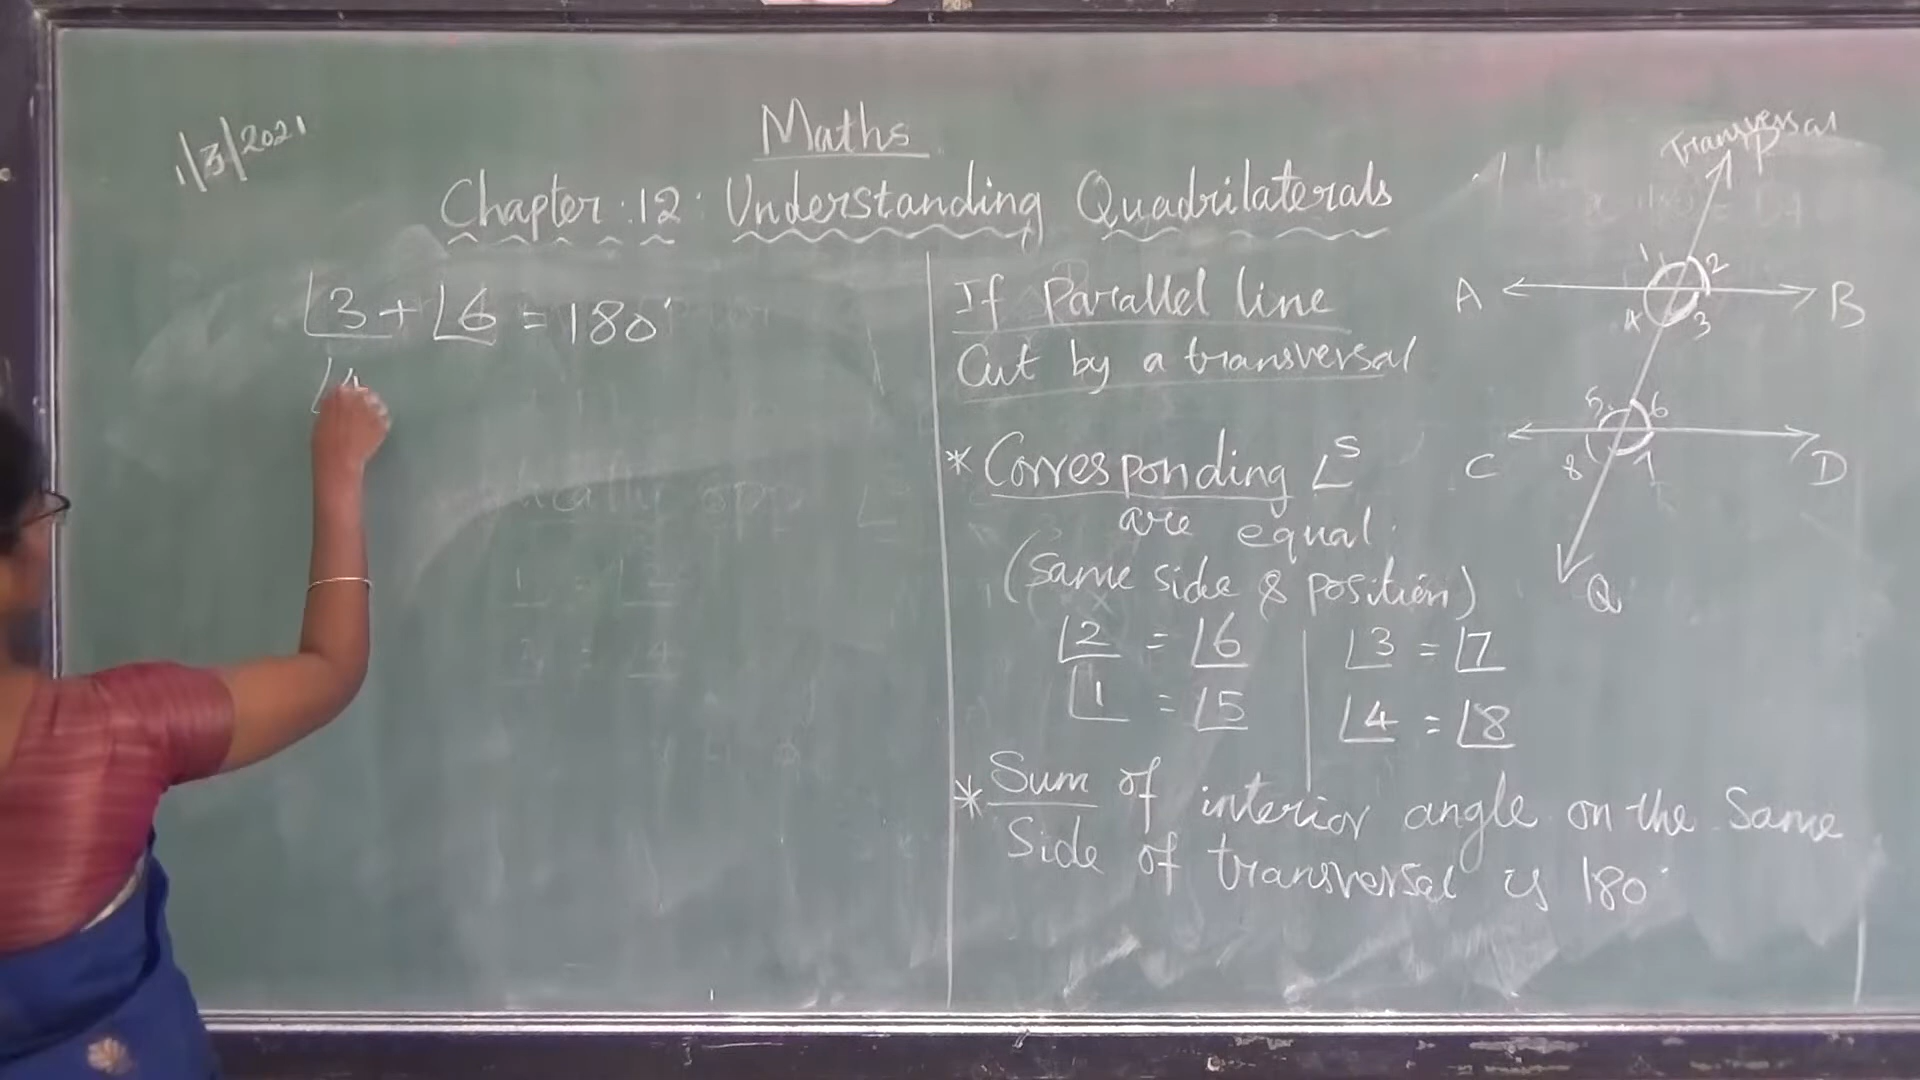 1/3/2021
Maths
Chapter:12: Understanding Quadrilaterals
∠3 + ∠6 = 180°
∠4
If Parallel line
Cut by a transversal
* Corresponding ∠s
are equal.
(Same side & position)
∠2 = ∠6 | ∠3 = ∠7
∠1 = ∠5 | ∠4 = ∠8
* Sum of interior angle on the Same
Side of transversal is 180°
Transversal
P
1 2
A B
4 3
5 6
C D
8 7
Q